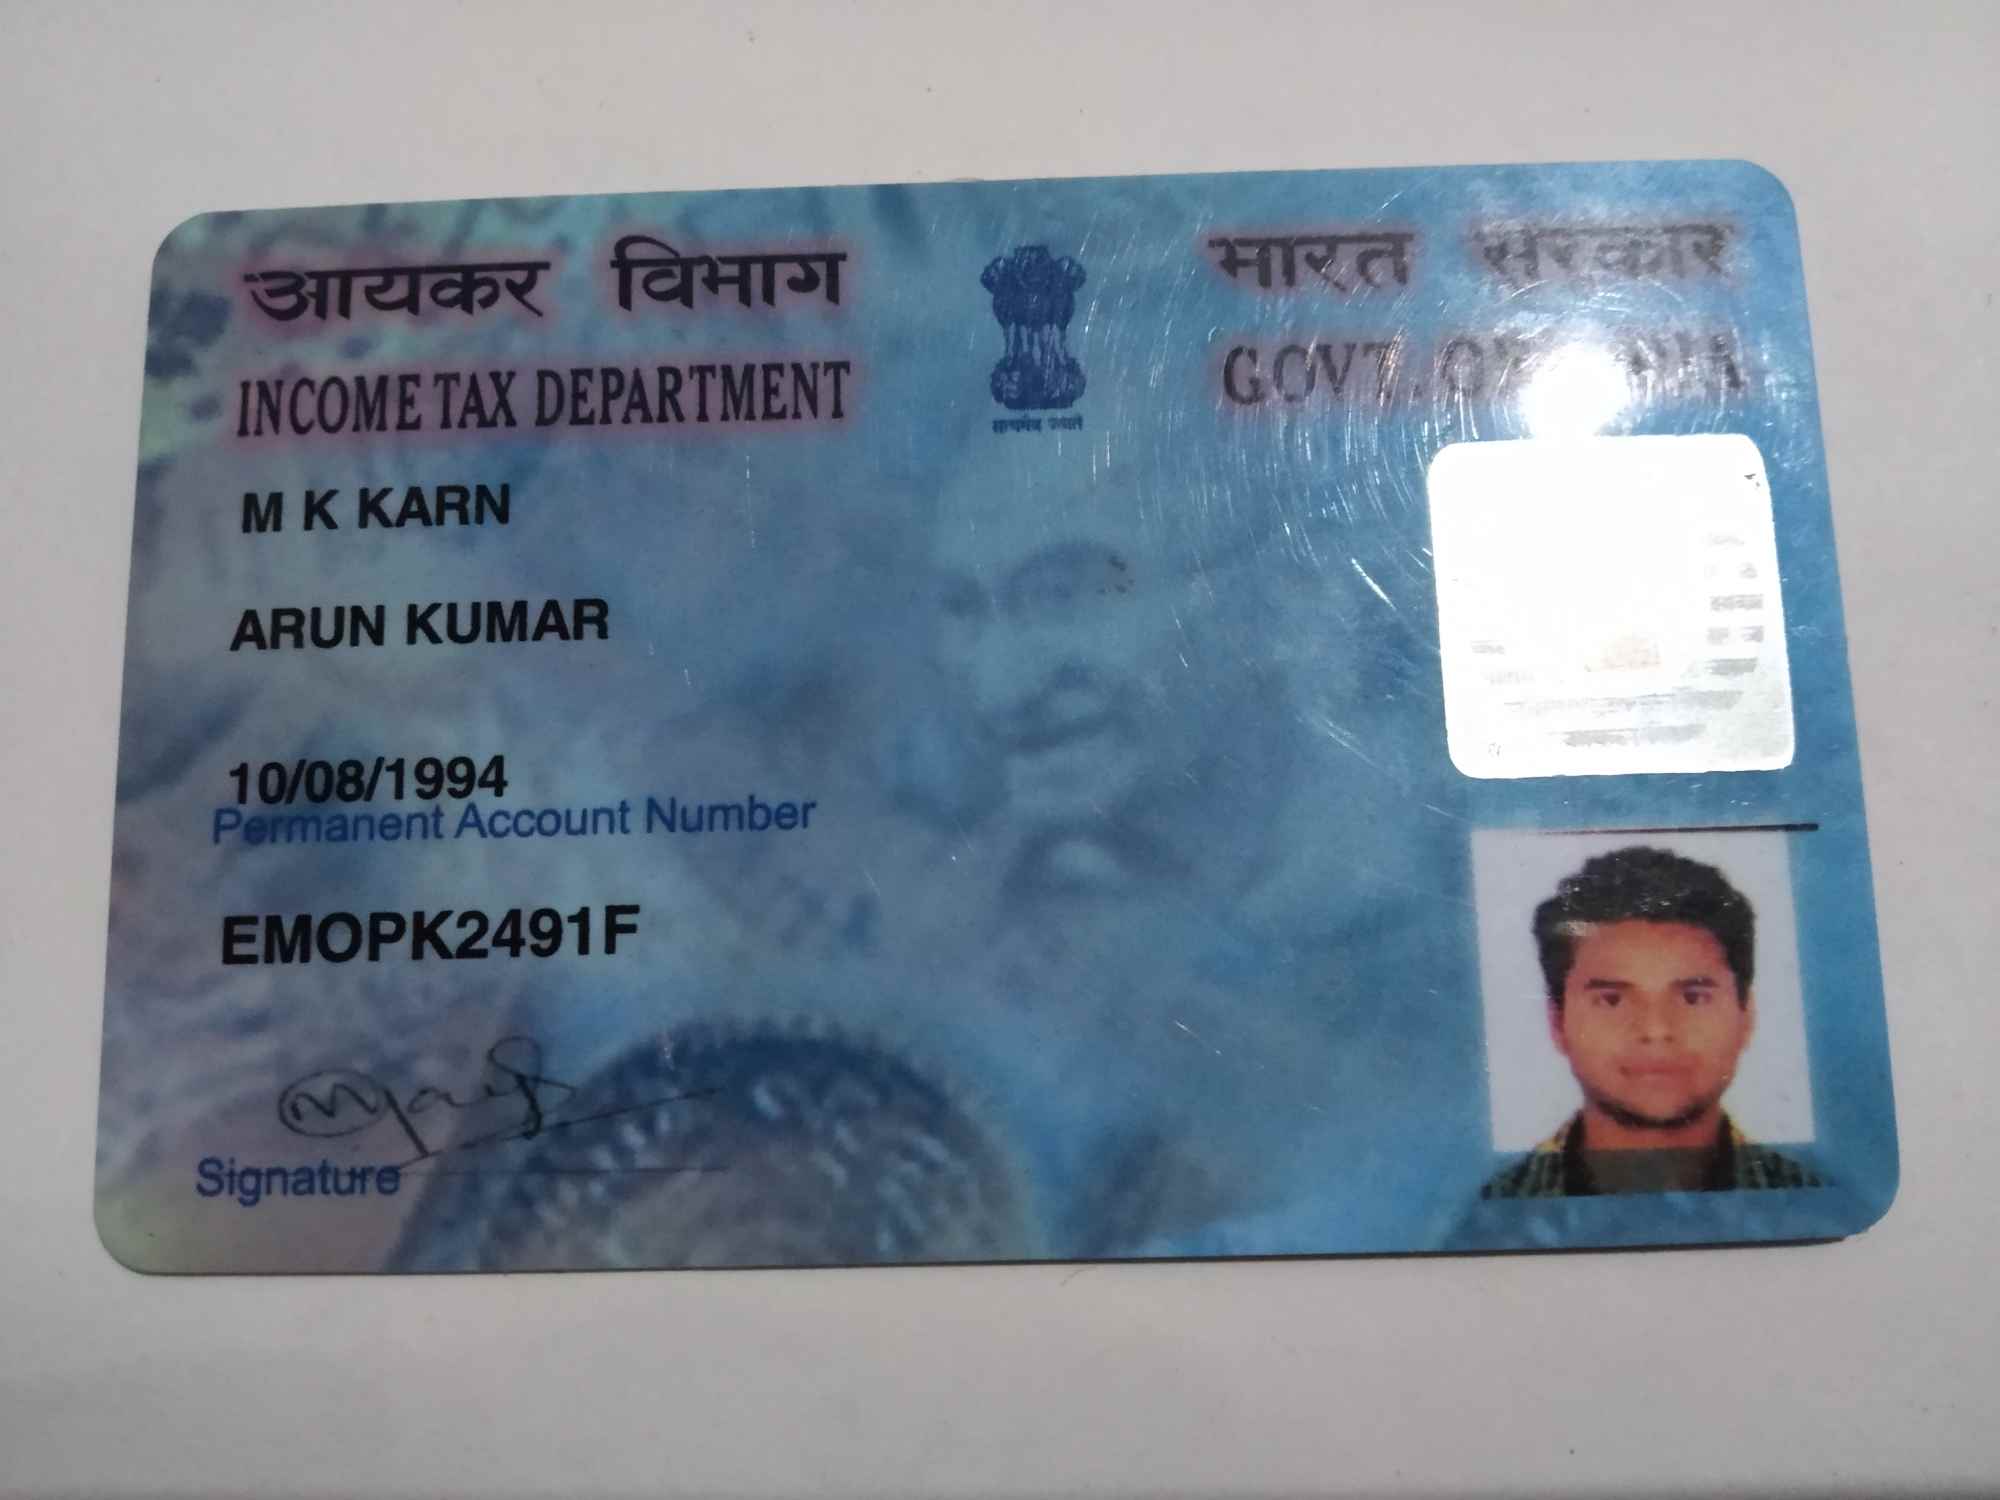 आयकर विभाग
INCOME TAX DEPARTMENT
सत्यमेव जयते
भारत सरकार
GOVT. OF INDIA
M K KARN
ARUN KUMAR
10/08/1994
Permanent Account Number
EMOPK2491F
Signature